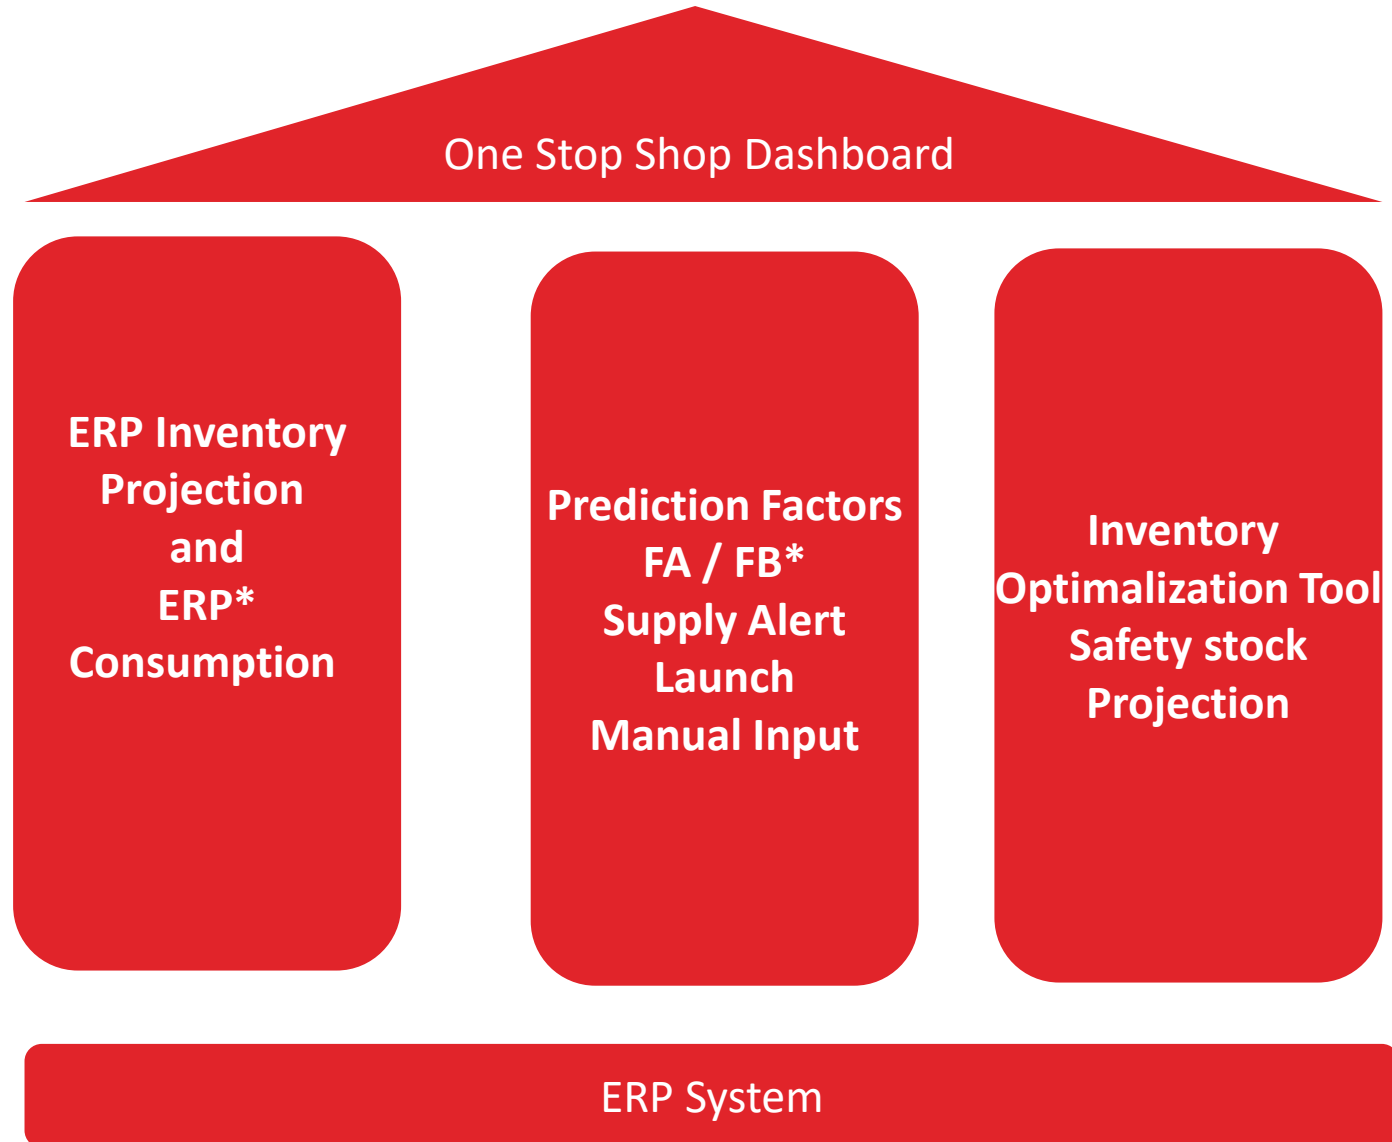 One Stop Shop Dashboard
ERP Inventory
Projection
and
ERP*
Consumption
Prediction Factors
FA / FB*
Supply Alert
Launch
Manual Input
Inventory
Optimalization Tool
Safety stock
Projection
ERP System